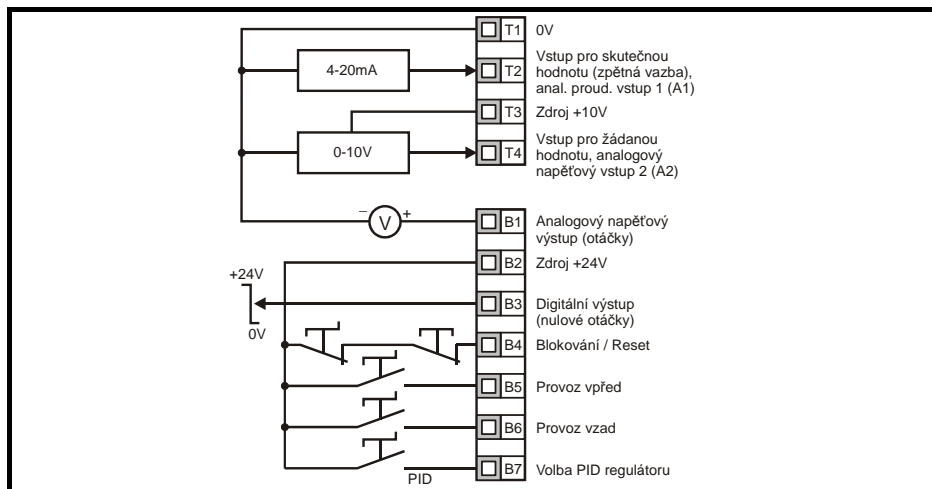 T1 0V
4-20mA
T2 Vstup pro skutečnou
hodnotu (zpětná vazba),
anal. proud. vstup 1 (A1)
T3 Zdroj +10V
0-10V
T4 Vstup pro žádanou
hodnotu, analogový
napěťový vstup 2 (A2)
– V + B1 Analogový napěťový
výstup (otáčky)
B2 Zdroj +24V
+24V
0V
B3 Digitální výstup
(nulové otáčky)
B4 Blokování / Reset
B5 Provoz vpřed
B6 Provoz vzad
PID
B7 Volba PID regulátoru